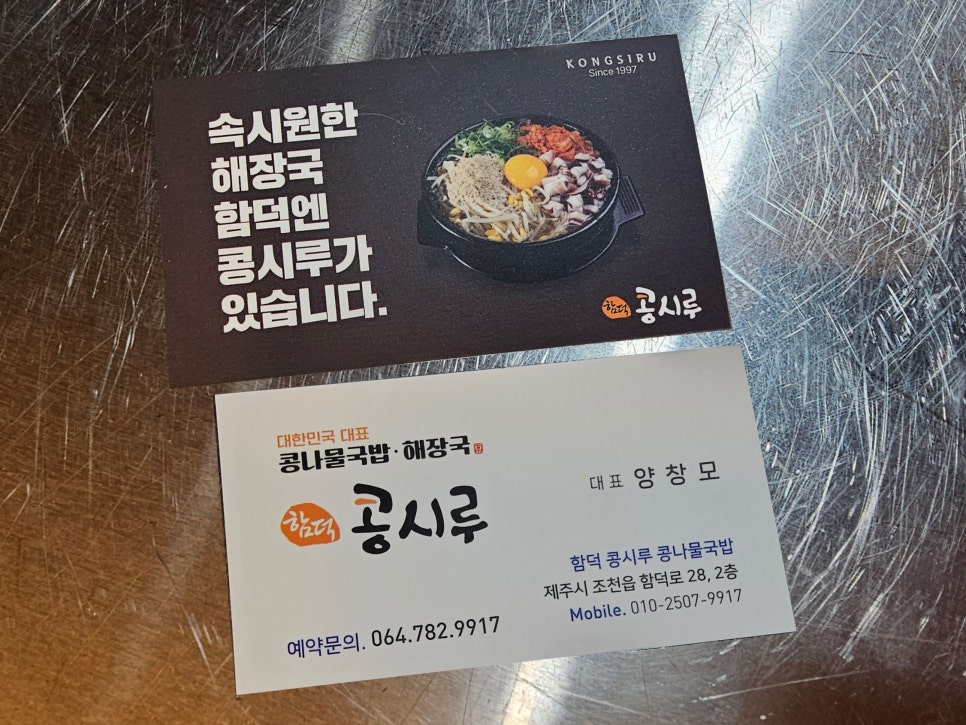 KONGSIRU
Since 1997
속시원한
해장국
함덕엔
콩시루가
있습니다.
함덕 콩시루
대한민국 대표
콩나물국밥·해장국
함덕 콩시루
대표 양창모
함덕 콩시루 콩나물국밥
제주시 조천읍 함덕로 28, 2층
Mobile. 010-2507-9917
예약문의. 064.782.9917